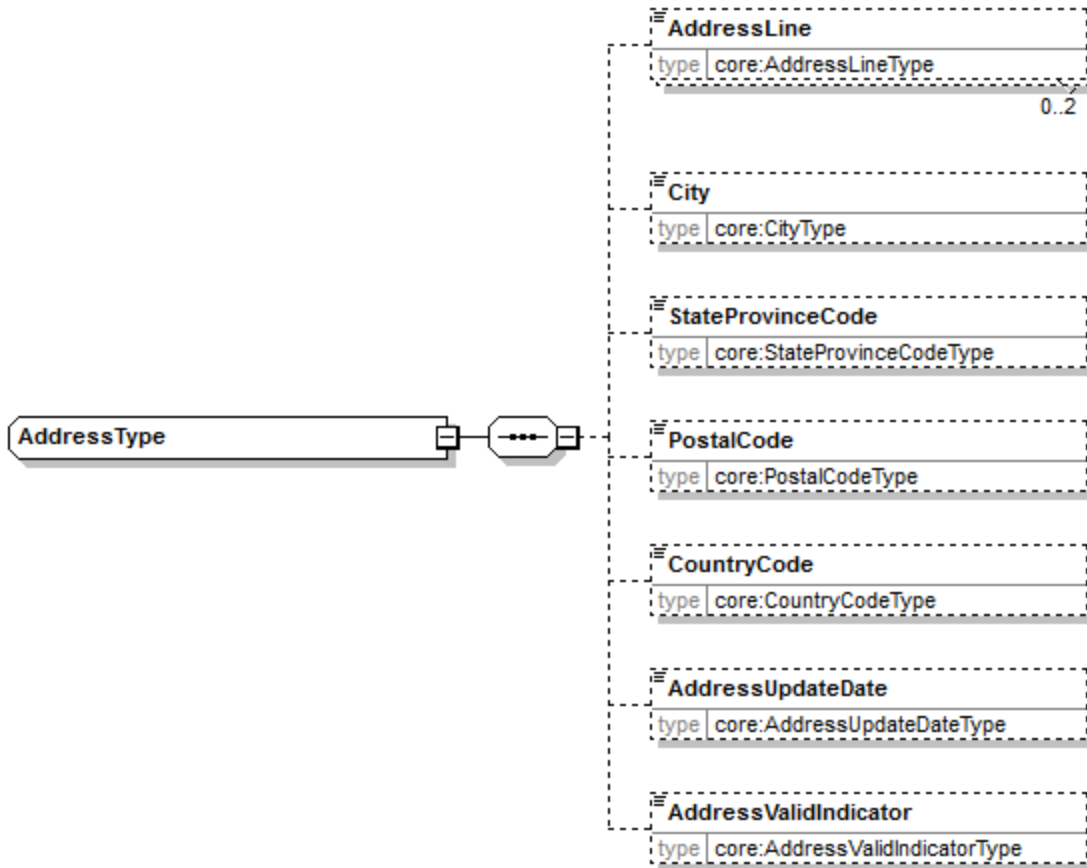 AddressLine
type core:AddressLineType
0..2
City
type core:CityType
StateProvinceCode
type core:StateProvinceCodeType
AddressType
PostalCode
type core:PostalCodeType
CountryCode
type core:CountryCodeType
AddressUpdateDate
type core:AddressUpdateDateType
AddressValidIndicator
type core:AddressValidIndicatorType